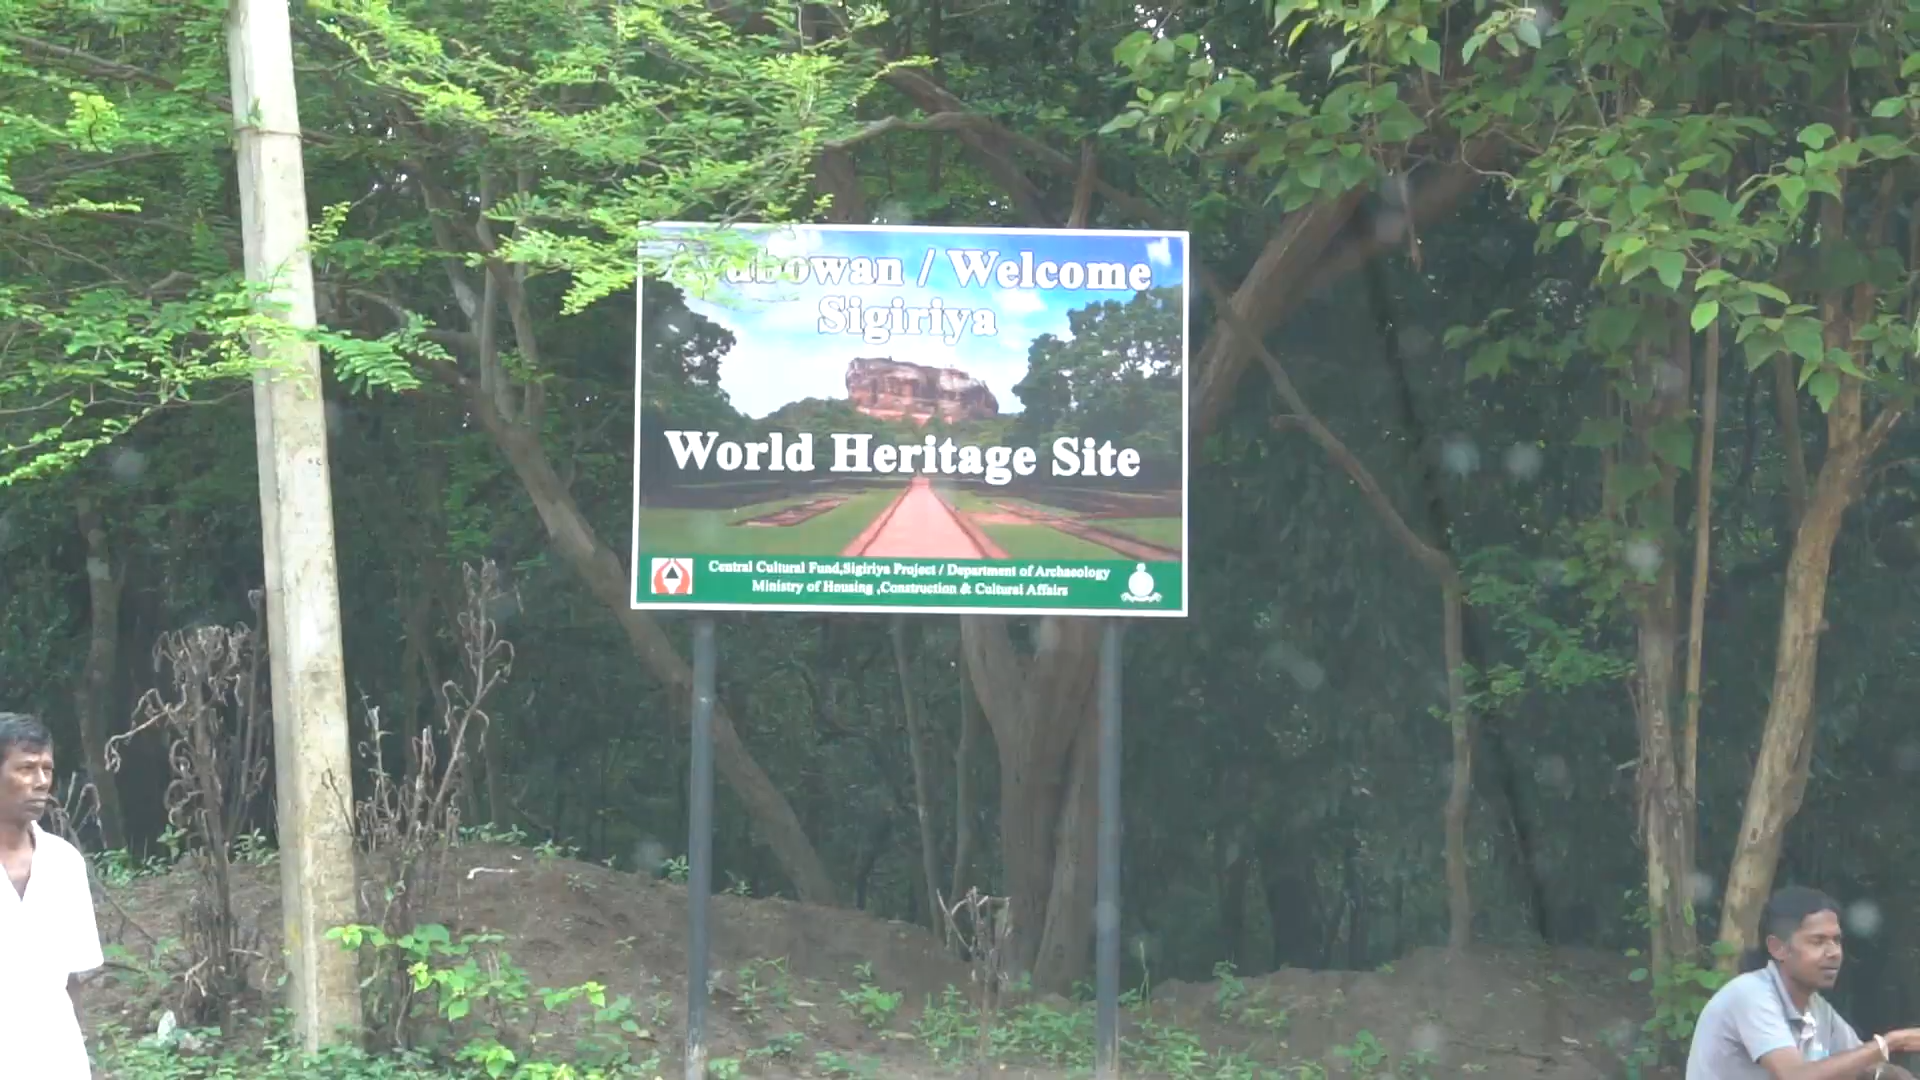 Ayubowan / Welcome
Sigiriya
World Heritage Site
Central Cultural Fund,Sigiriya Project / Department of Archaeology
Ministry of Housing ,Construction & Cultural Affairs